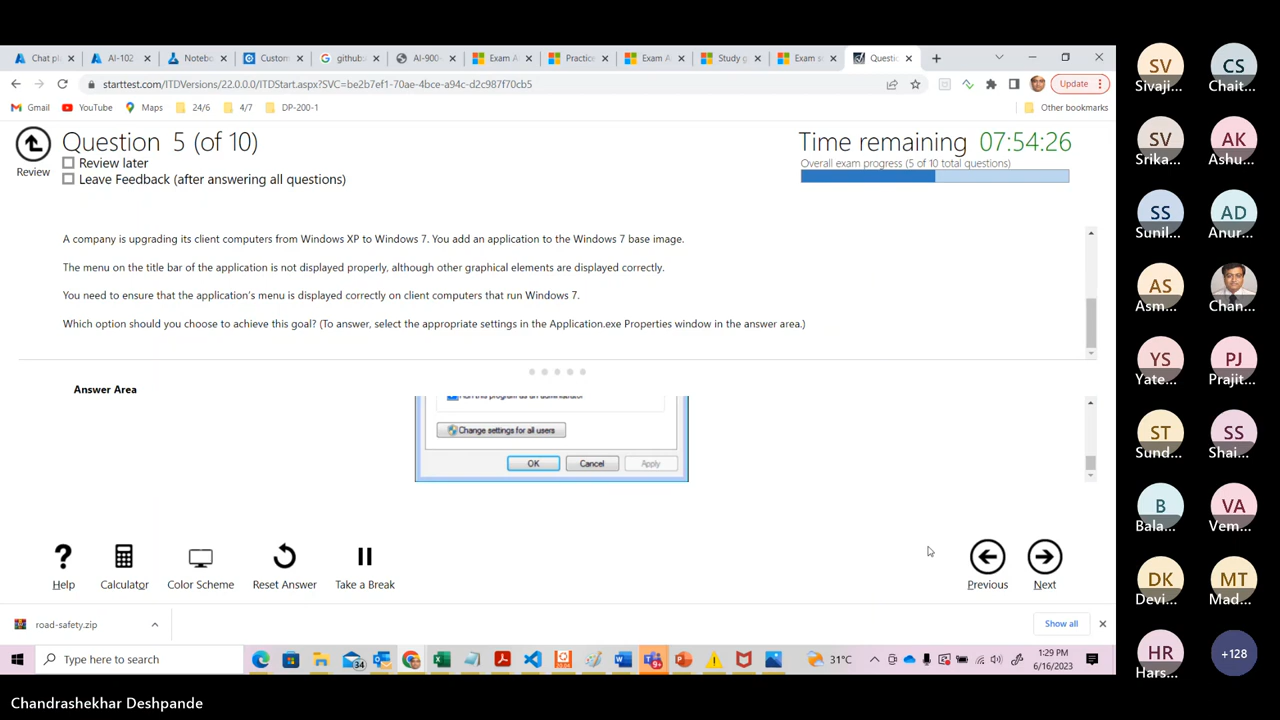 Chat pl
AI-102
Noteb
Custom
github:
AI-900
Exam A
Practice
Exam A
Study g
Exam s
Questio
starttest.com/ITDVersions/22.0.0.0/ITDStart.aspx?SVC=be2b7ef1-70ae-4bce-a94c-d2c987f70cb5
Update
Gmail
YouTube
Maps
24/6
4/7
DP-200-1
Other bookmarks
Review
Question 5 (of 10)
Review later
Leave Feedback (after answering all questions)
Time remaining 07:54:26
Overall exam progress (5 of 10 total questions)
A company is upgrading its client computers from Windows XP to Windows 7. You add an application to the Windows 7 base image.
The menu on the title bar of the application is not displayed properly, although other graphical elements are displayed correctly.
You need to ensure that the application's menu is displayed correctly on client computers that run Windows 7.
Which option should you choose to achieve this goal? (To answer, select the appropriate settings in the Application.exe Properties window in the answer area.)
Answer Area
Run this program as an administrator
Change settings for all users
OK
Cancel
Apply
Help
Calculator
Color Scheme
Reset Answer
Take a Break
Previous
Next
road-safety.zip
Show all
Type here to search
34
9+
31°C
1:29 PM
6/16/2023
SV
Sivaji...
CS
Chait...
SV
Srika...
AK
Ashu...
SS
Sunil...
AD
Anur...
AS
Asm...
Chan...
YS
Yate...
PJ
Prajit...
ST
Sund...
SS
Shai...
B
Bala...
VA
Vem...
DK
Devi...
MT
Mad...
HR
Hars...
+128
Chandrashekhar Deshpande